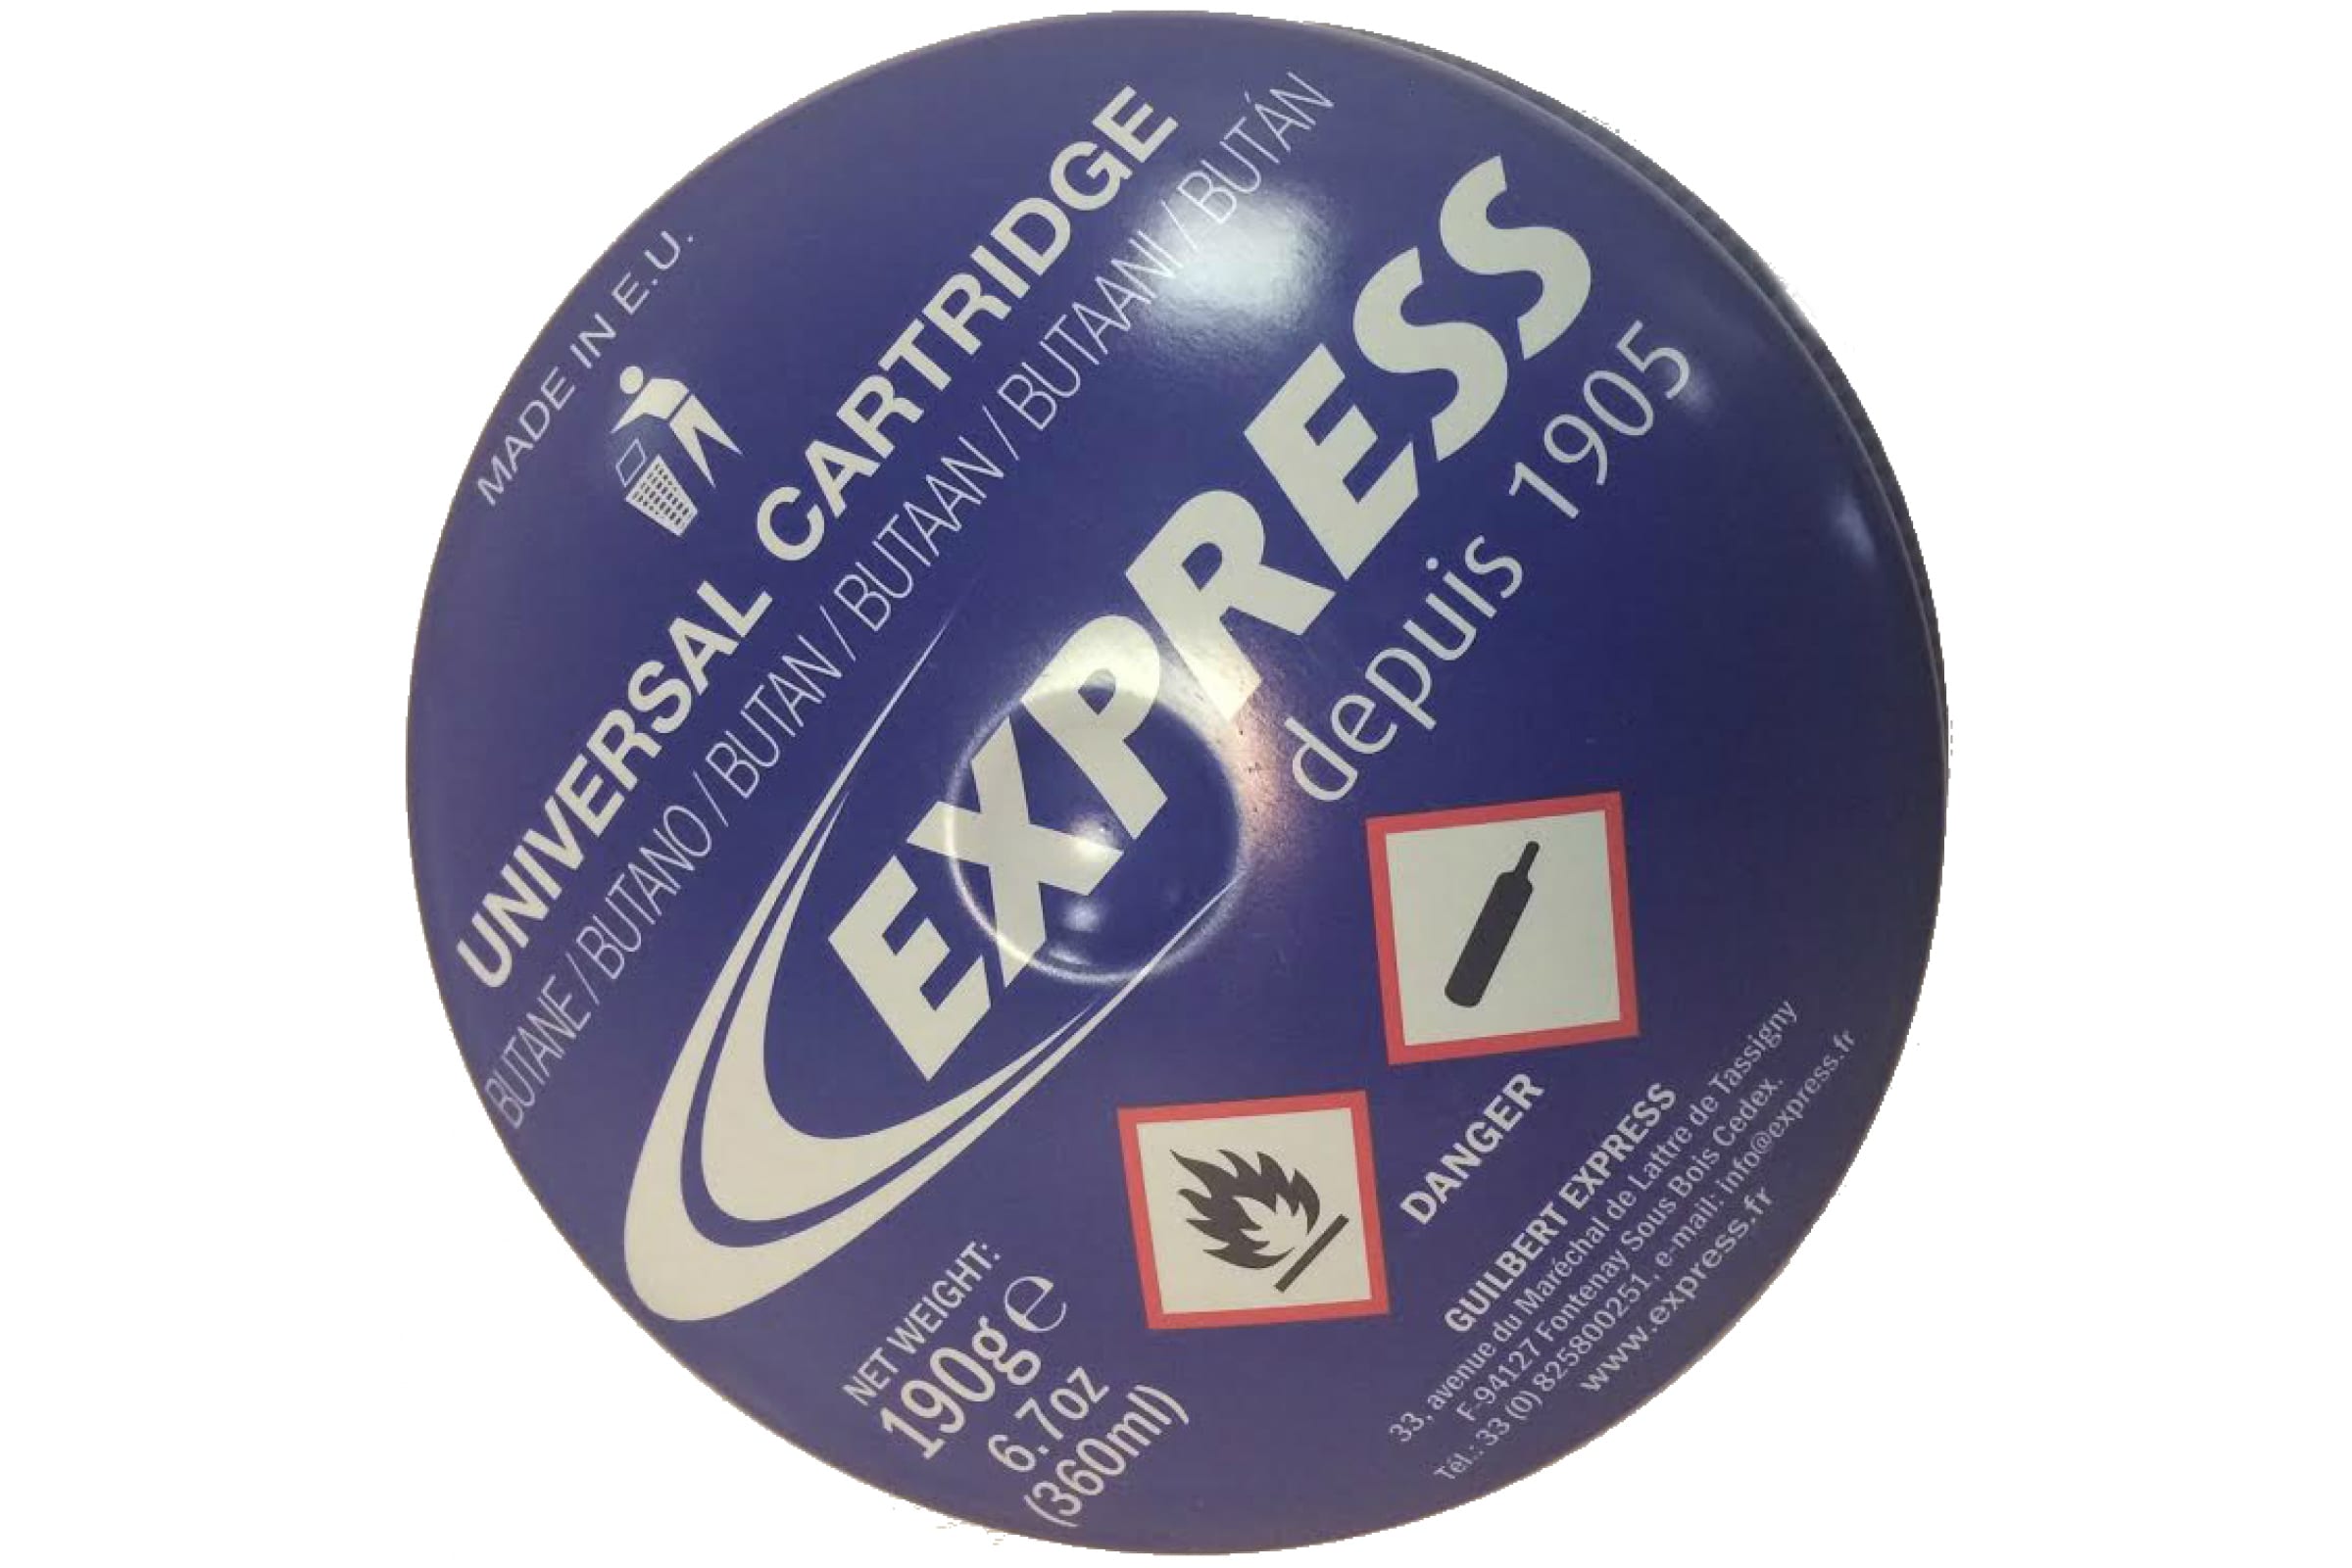 MADE IN E.U.
UNIVERSAL CARTRIDGE
BUTANE / BUTANO / BUTAN / BUTAAN / BUTAANI / BUTÁN
EXPRESS
depuis 1905
NET WEIGHT:
190g e
6.7oz
(360ml)
DANGER
GUILBERT EXPRESS
33, avenue du Maréchal de Lattre de Tassigny
F-94127 Fontenay Sous Bois Cedex.
Tél.: 33 (0) 825800251, e-mail: info@express.fr
www.express.fr